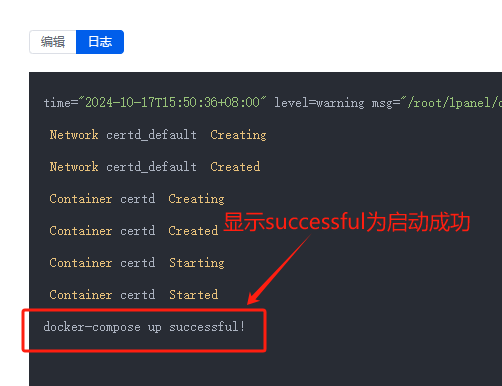 编辑 日志
time="2024-10-17T15:50:36+08:00" level=warning msg="/root/1panel/
Network certd_default Creating
Network certd_default Created
Container certd Creating
显示successful为启动成功
Container certd Created
Container certd Starting
Container certd Started
docker-compose up successful!